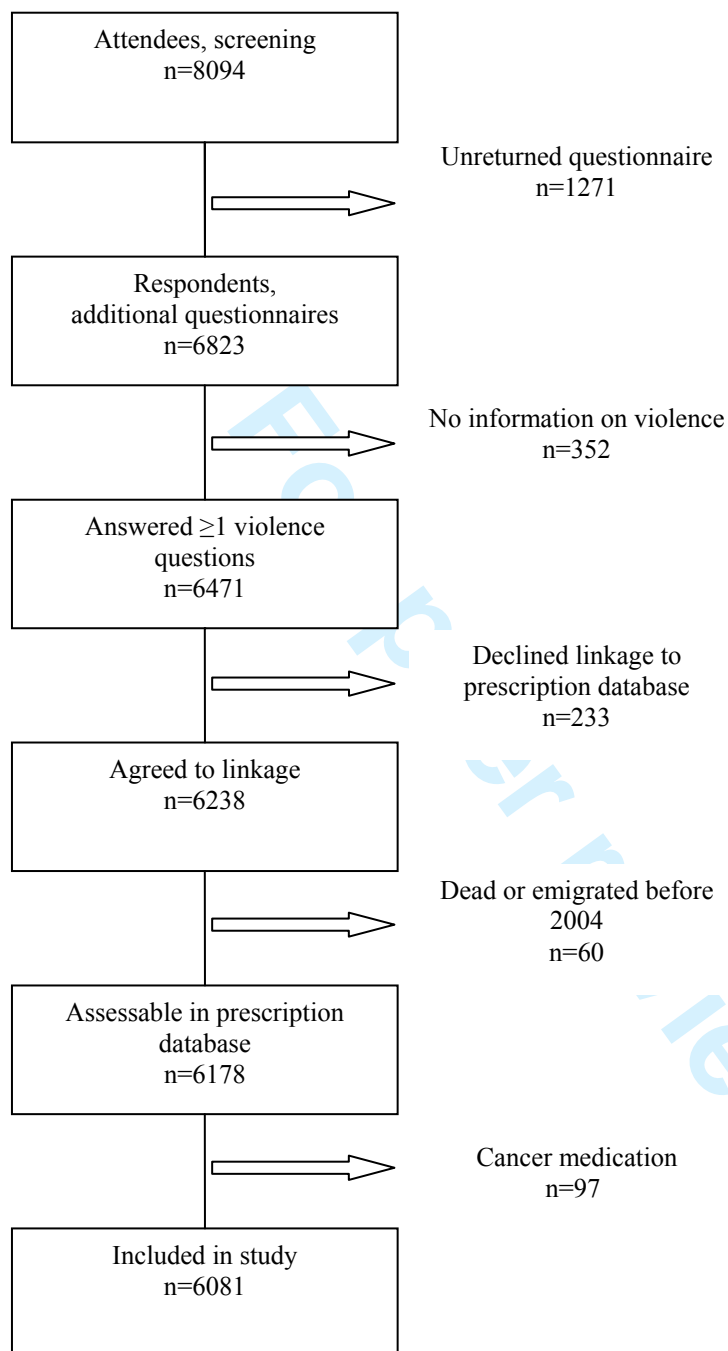 Attendees, screening
n=8094
Unreturned questionnaire
n=1271
Respondents,
additional questionnaires
n=6823
No information on violence
n=352
Answered ≥1 violence
questions
n=6471
Declined linkage to
prescription database
n=233
Agreed to linkage
n=6238
Dead or emigrated before
2004
n=60
Assessable in prescription
database
n=6178
Cancer medication
n=97
Included in study
n=6081